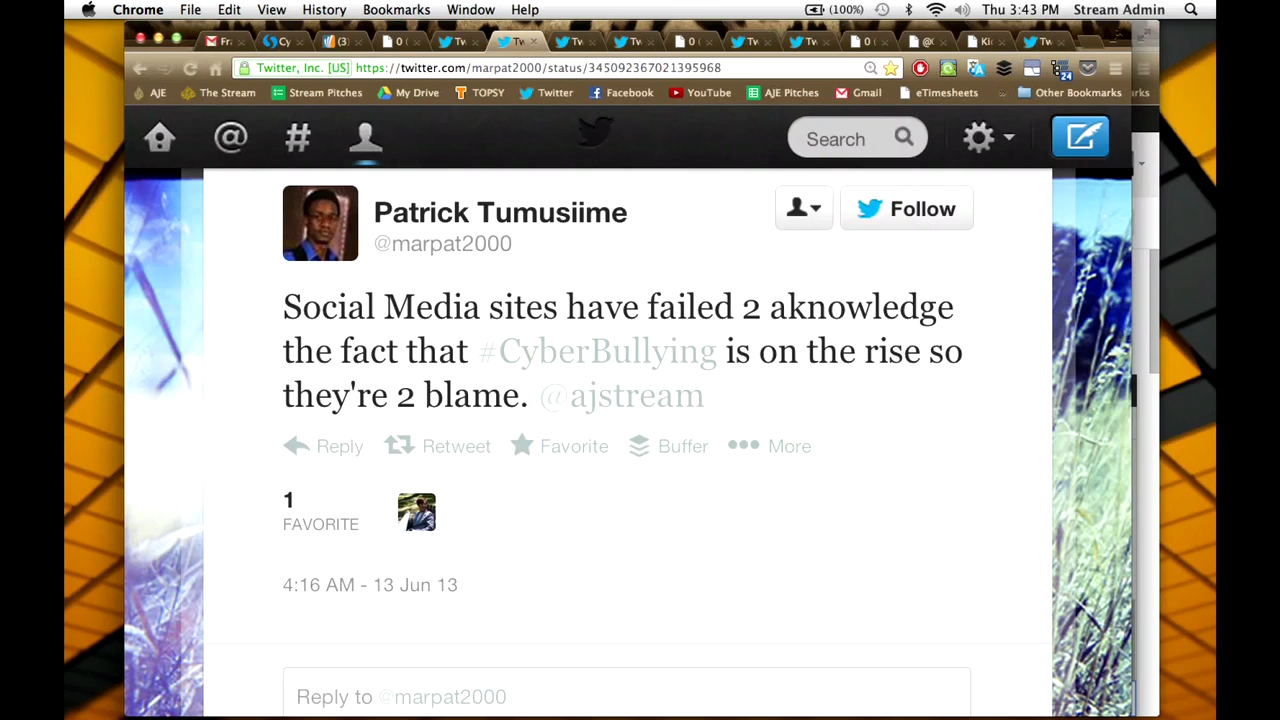 Chrome File Edit View History Bookmarks Window Help (100%) Thu 3:43 PM Stream Admin
Twitter, Inc. [US] https://twitter.com/marpat2000/status/345092367021395968
24
AJE The Stream Stream Pitches My Drive TOPSY Twitter Facebook YouTube AJE Pitches Gmail eTimesheets » Other Bookmarks
Search
Patrick Tumusiime
@marpat2000
Follow
Social Media sites have failed 2 aknowledge
the fact that #CyberBullying is on the rise so
they're 2 blame. @ajstream
Reply Retweet Favorite Buffer More
1
FAVORITE
4:16 AM - 13 Jun 13
Reply to @marpat2000